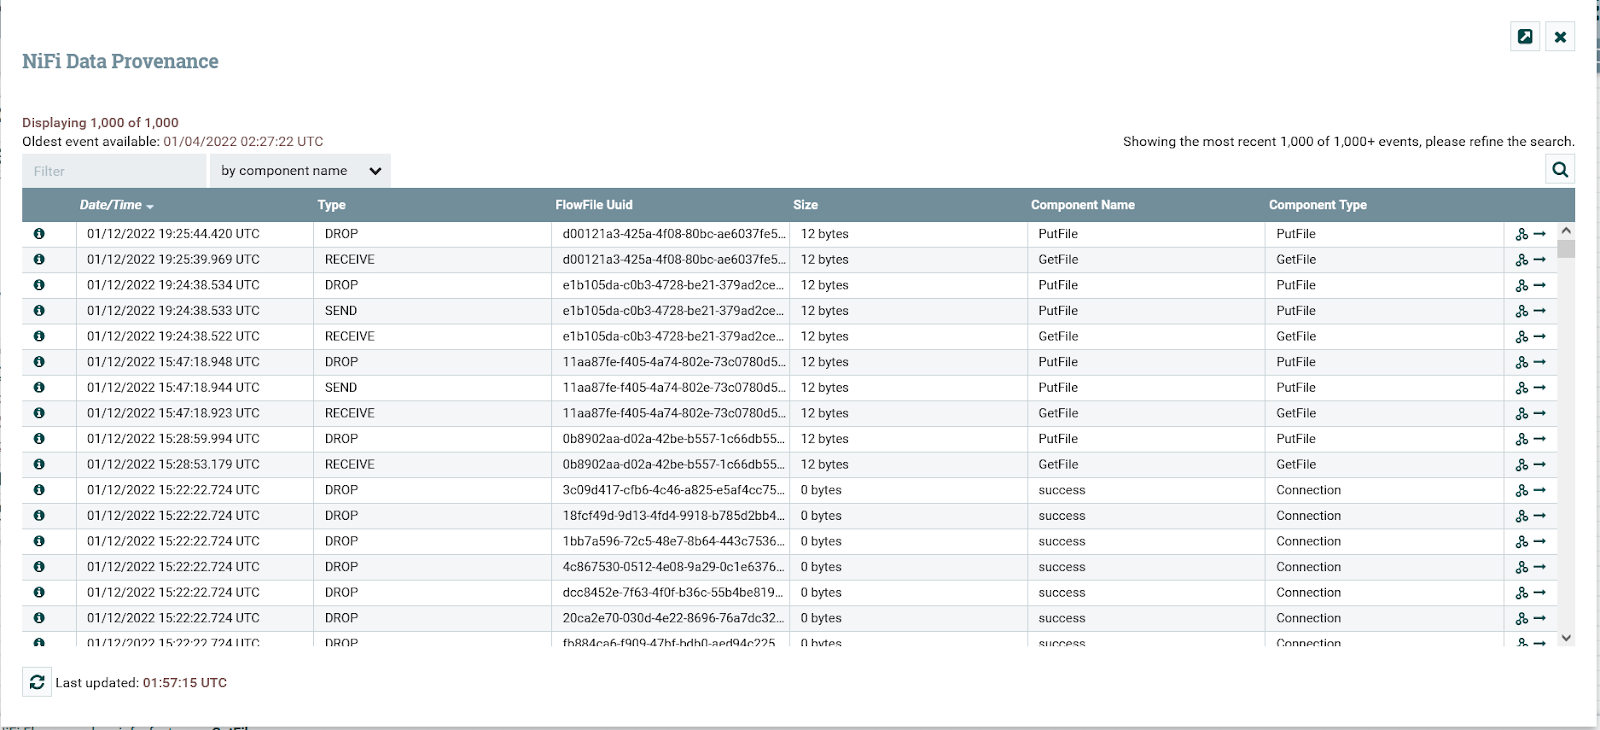 NiFi Data Provenance
Displaying 1,000 of 1,000
Oldest event available: 01/04/2022 02:27:22 UTC
Showing the most recent 1,000 of 1,000+ events, please refine the search.
Filter by component name
Date/Time Type FlowFile Uuid Size Component Name Component Type
01/12/2022 19:25:44.420 UTC DROP d00121a3-425a-4f08-80bc-ae6037fe5... 12 bytes PutFile PutFile
01/12/2022 19:25:39.969 UTC RECEIVE d00121a3-425a-4f08-80bc-ae6037fe5... 12 bytes GetFile GetFile
01/12/2022 19:24:38.534 UTC DROP e1b105da-c0b3-4728-be21-379ad2ce... 12 bytes PutFile PutFile
01/12/2022 19:24:38.533 UTC SEND e1b105da-c0b3-4728-be21-379ad2ce... 12 bytes PutFile PutFile
01/12/2022 19:24:38.522 UTC RECEIVE e1b105da-c0b3-4728-be21-379ad2ce... 12 bytes GetFile GetFile
01/12/2022 15:47:18.948 UTC DROP 11aa87fe-f405-4a74-802e-73c0780d5... 12 bytes PutFile PutFile
01/12/2022 15:47:18.944 UTC SEND 11aa87fe-f405-4a74-802e-73c0780d5... 12 bytes PutFile PutFile
01/12/2022 15:47:18.923 UTC RECEIVE 11aa87fe-f405-4a74-802e-73c0780d5... 12 bytes GetFile GetFile
01/12/2022 15:28:59.994 UTC DROP 0b8902aa-d02a-42be-b557-1c66db55... 12 bytes PutFile PutFile
01/12/2022 15:28:53.179 UTC RECEIVE 0b8902aa-d02a-42be-b557-1c66db55... 12 bytes GetFile GetFile
01/12/2022 15:22:22.724 UTC DROP 3c09d417-cfb6-4c46-a825-e5af4cc75... 0 bytes success Connection
01/12/2022 15:22:22.724 UTC DROP 18fcf49d-9d13-4fd4-9918-b785d2bb4... 0 bytes success Connection
01/12/2022 15:22:22.724 UTC DROP 1bb7a596-72c5-48e7-8b64-443c7536... 0 bytes success Connection
01/12/2022 15:22:22.724 UTC DROP 4c867530-0512-4e08-9a29-0c1e6376... 0 bytes success Connection
01/12/2022 15:22:22.724 UTC DROP dcc8452e-7f63-4f0f-b36c-55b4be819... 0 bytes success Connection
01/12/2022 15:22:22.724 UTC DROP 20ca2e70-030d-4e22-8696-76a7dc32... 0 bytes success Connection
01/12/2022 15:22:22.724 UTC DROP fb884ca6-f909-47bf-bdb0-aed94c225... 0 bytes success Connection
Last updated: 01:57:15 UTC